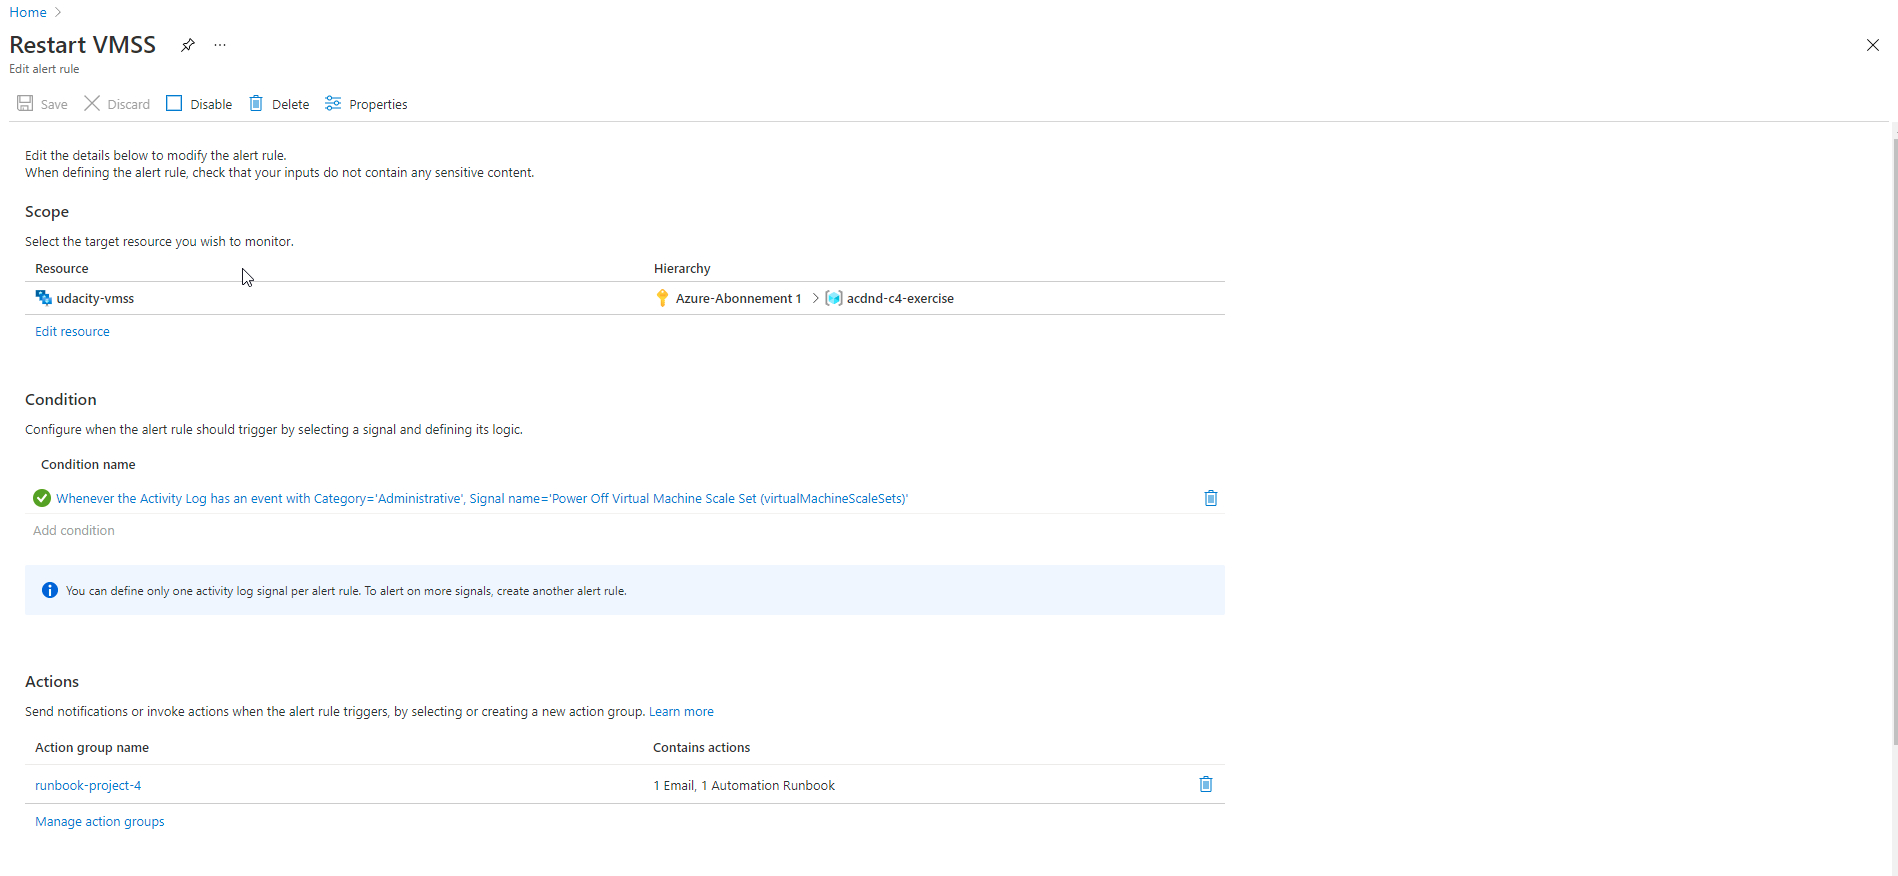 Home
Restart VMSS
Edit alert rule
Save Discard Disable Delete Properties
Edit the details below to modify the alert rule.
When defining the alert rule, check that your inputs do not contain any sensitive content.
Scope
Select the target resource you wish to monitor.
Resource Hierarchy
udacity-vmss Azure-Abonnement 1 acdnd-c4-exercise
Edit resource
Condition
Configure when the alert rule should trigger by selecting a signal and defining its logic.
Condition name
Whenever the Activity Log has an event with Category='Administrative', Signal name='Power Off Virtual Machine Scale Set (virtualMachineScaleSets)'
Add condition
You can define only one activity log signal per alert rule. To alert on more signals, create another alert rule.
Actions
Send notifications or invoke actions when the alert rule triggers, by selecting or creating a new action group. Learn more
Action group name Contains actions
runbook-project-4 1 Email, 1 Automation Runbook
Manage action groups